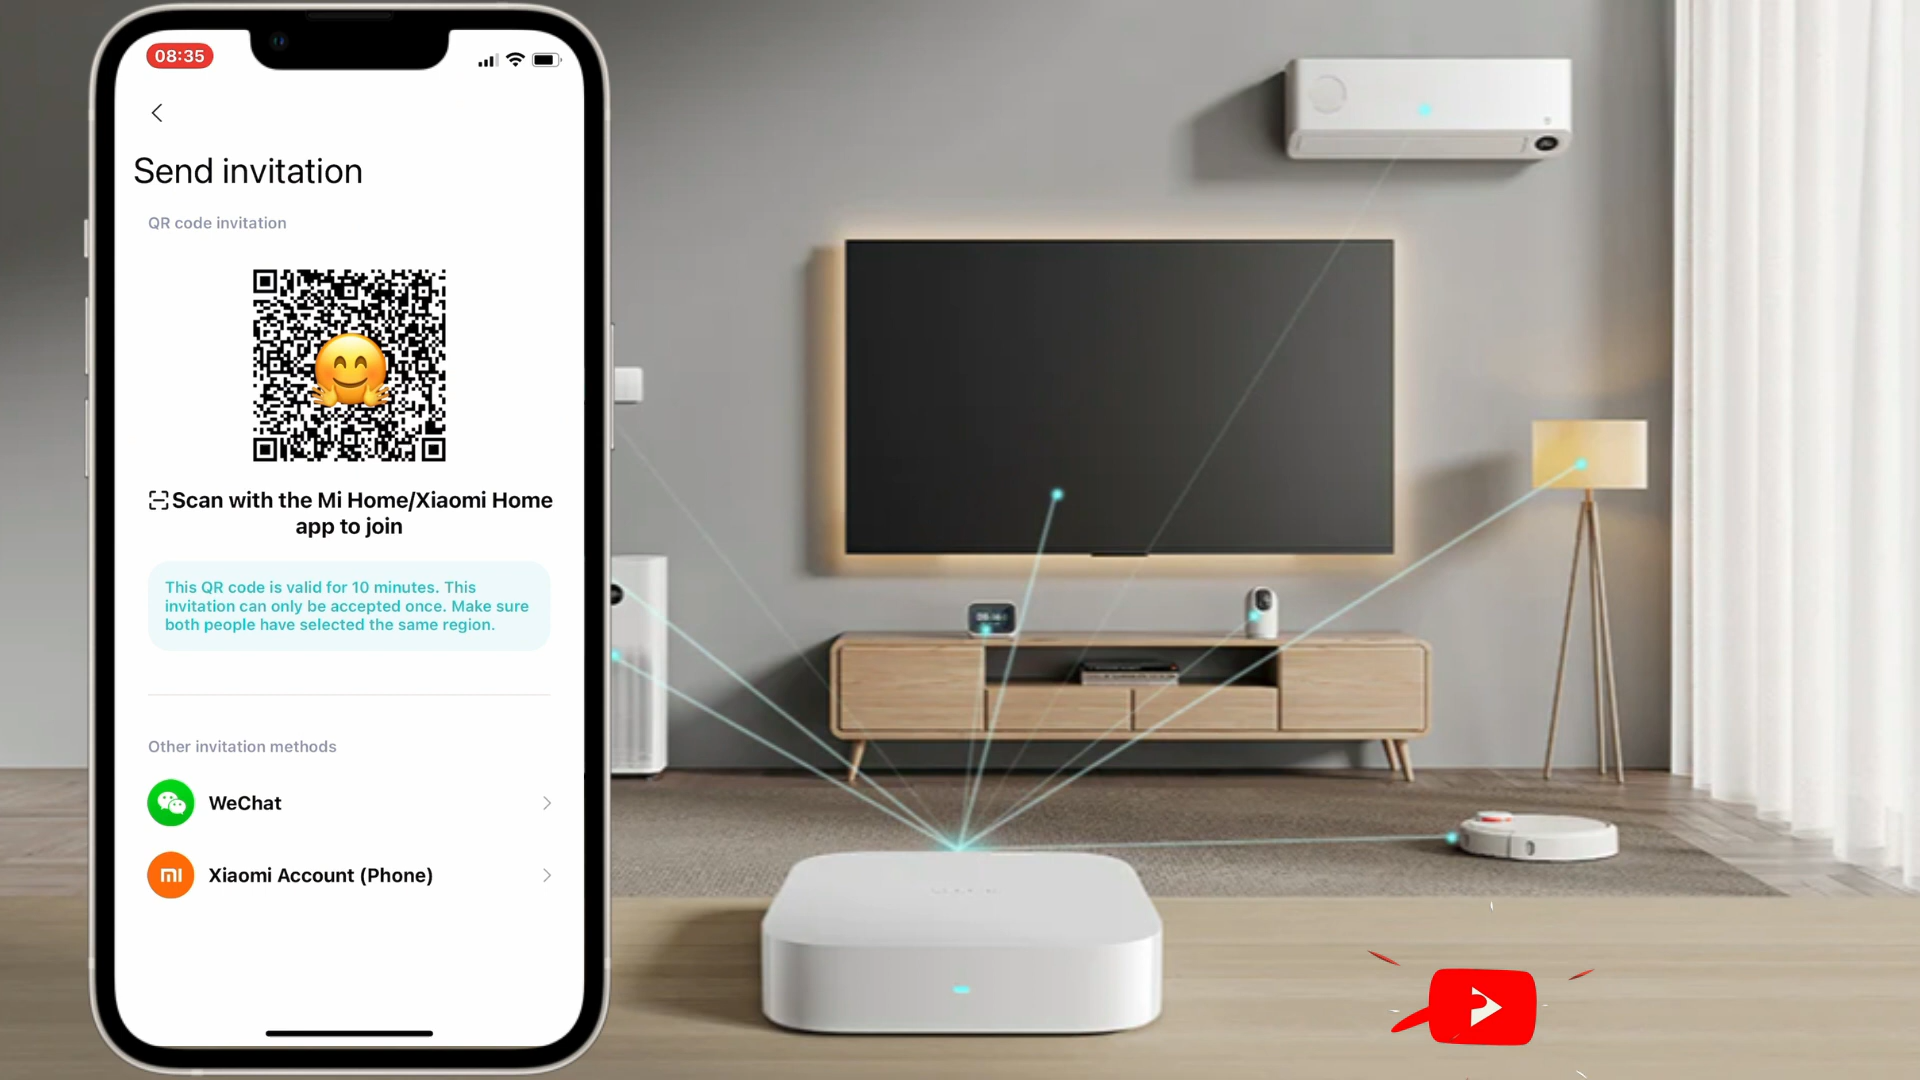 08:35
Send invitation
QR code invitation
Scan with the Mi Home/Xiaomi Home
app to join
This QR code is valid for 10 minutes. This
invitation can only be accepted once. Make sure
both people have selected the same region.
Other invitation methods
WeChat
mi
Xiaomi Account (Phone)